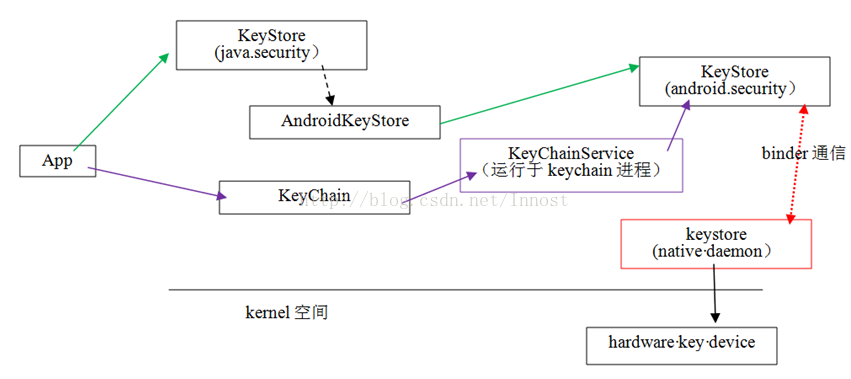 KeyStore
(java.security）
KeyStore
(android.security）
AndroidKeyStore
App
KeyChainService
（运行于 keychain 进程）
binder 通信
KeyChain
http://blog.csdn.net/Innost
keystore
(native·daemon）
kernel 空间
hardware·key·device